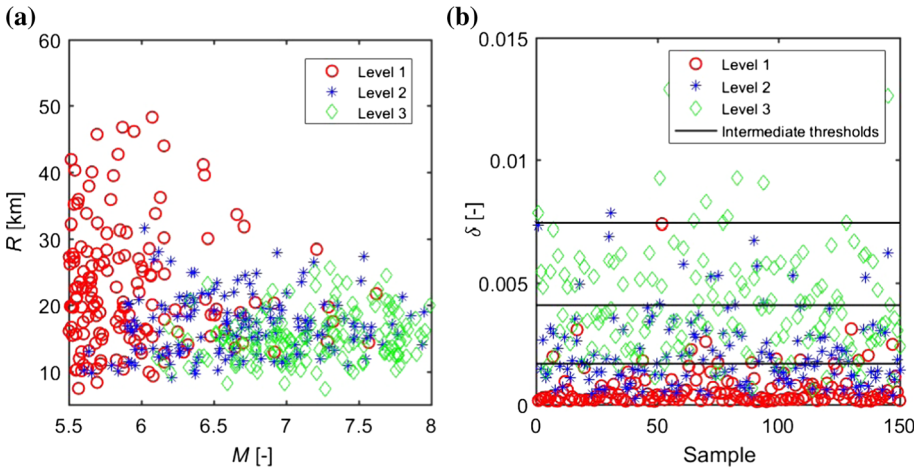 (a)
60
50
40
30
20
10
R [km]
5.5 6 6.5 7 7.5 8
M [-]
Level 1
Level 2
Level 3
(b)
0.015
0.01
0.005
0
δ [-]
0 50 100 150
Sample
Level 1
Level 2
Level 3
Intermediate thresholds